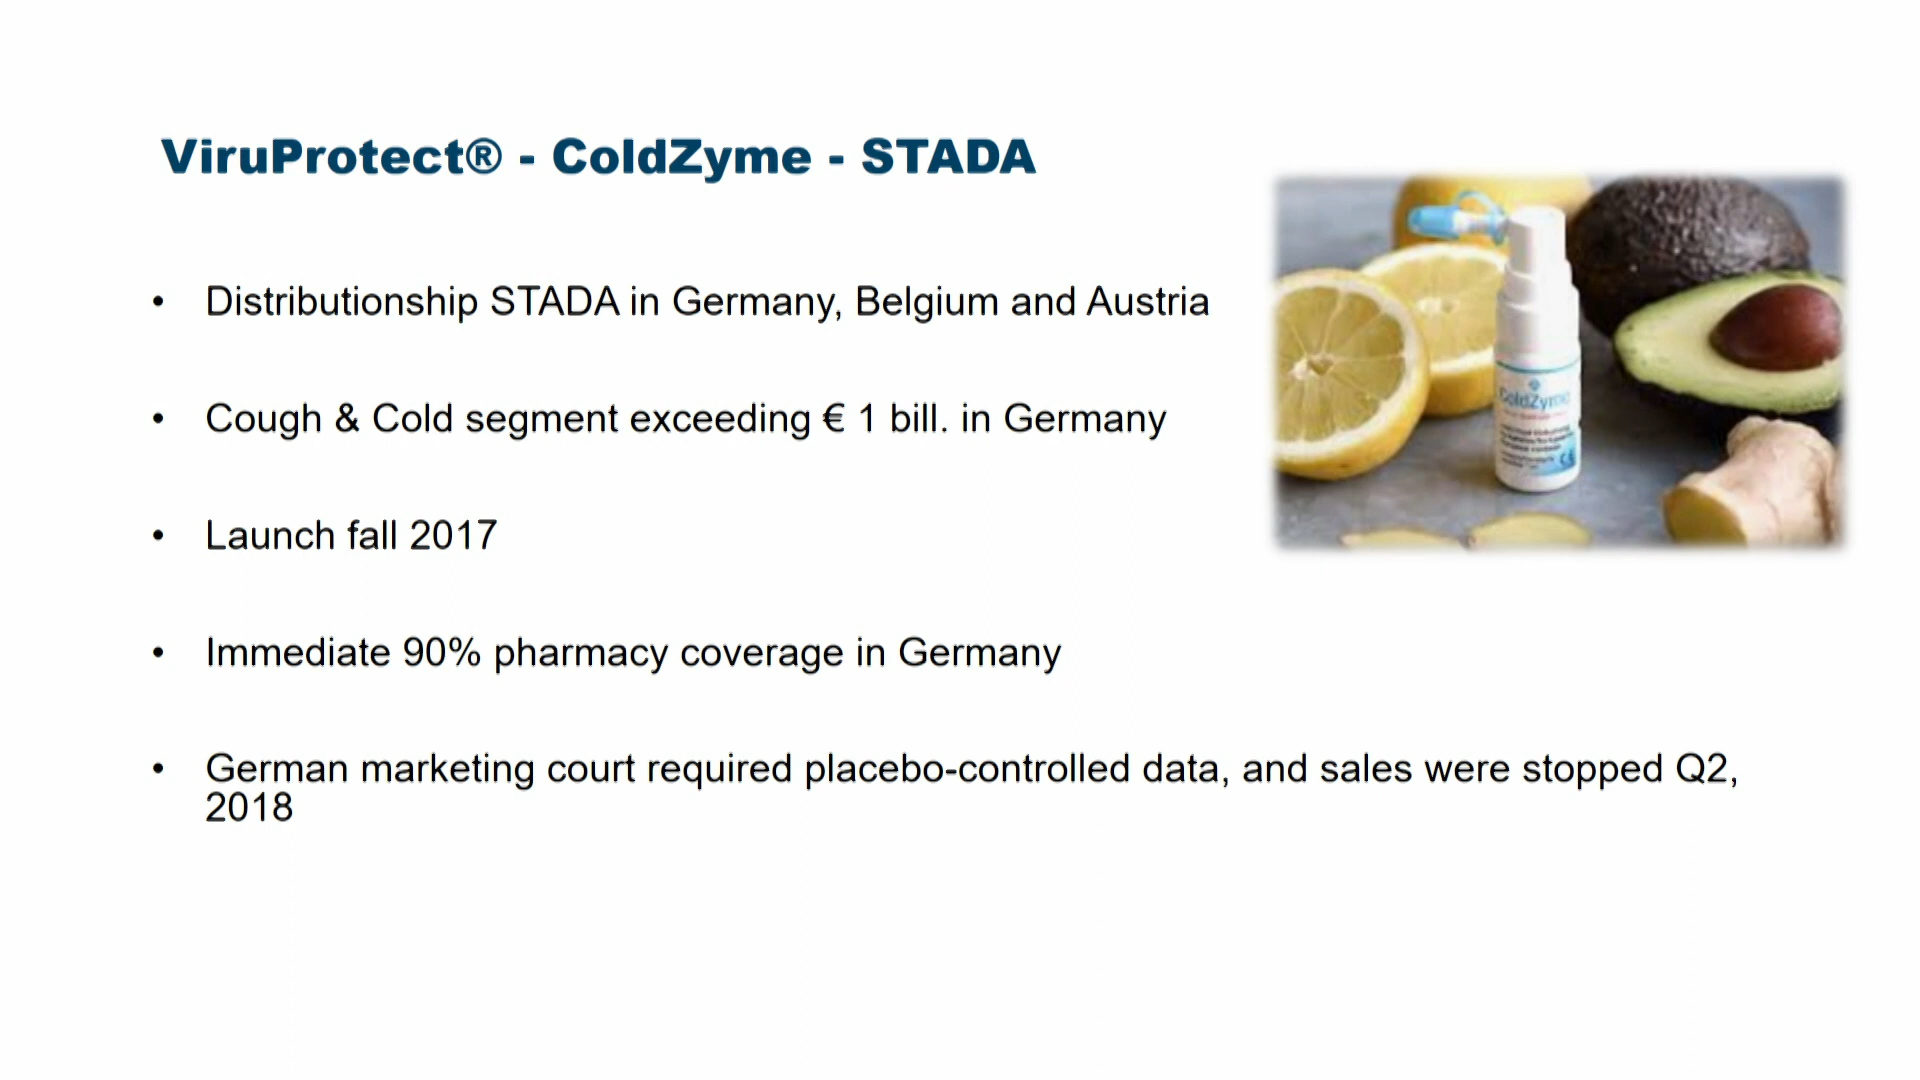 ViruProtect® - ColdZyme - STADA
• Distributionship STADA in Germany, Belgium and Austria
• Cough & Cold segment exceeding € 1 bill. in Germany
• Launch fall 2017
• Immediate 90% pharmacy coverage in Germany
• German marketing court required placebo-controlled data, and sales were stopped Q2,
2018
ColdZyme